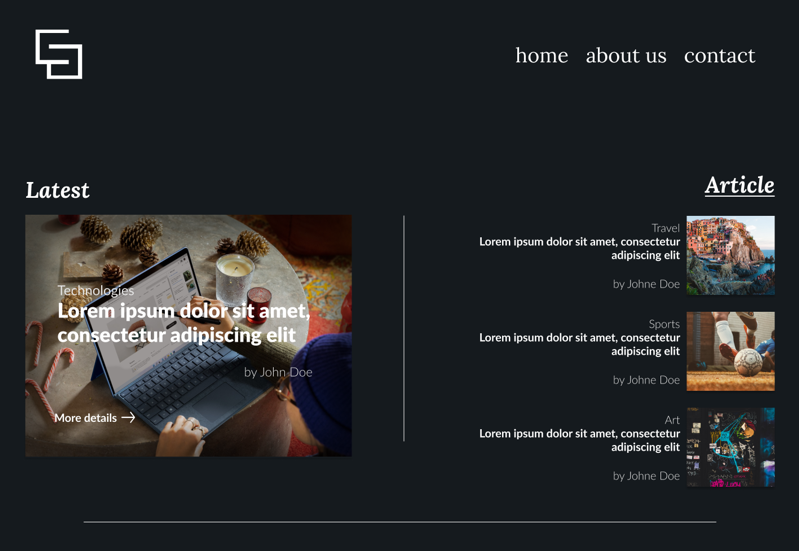 home about us contact
Latest
Technologies
Lorem ipsum dolor sit amet,
consectetur adipiscing elit
by John Doe
More details
Article
Travel
Lorem ipsum dolor sit amet, consectetur
adipiscing elit
by Johne Doe
Sports
Lorem ipsum dolor sit amet, consectetur
adipiscing elit
by Johne Doe
Art
Lorem ipsum dolor sit amet, consectetur
adipiscing elit
by Johne Doe